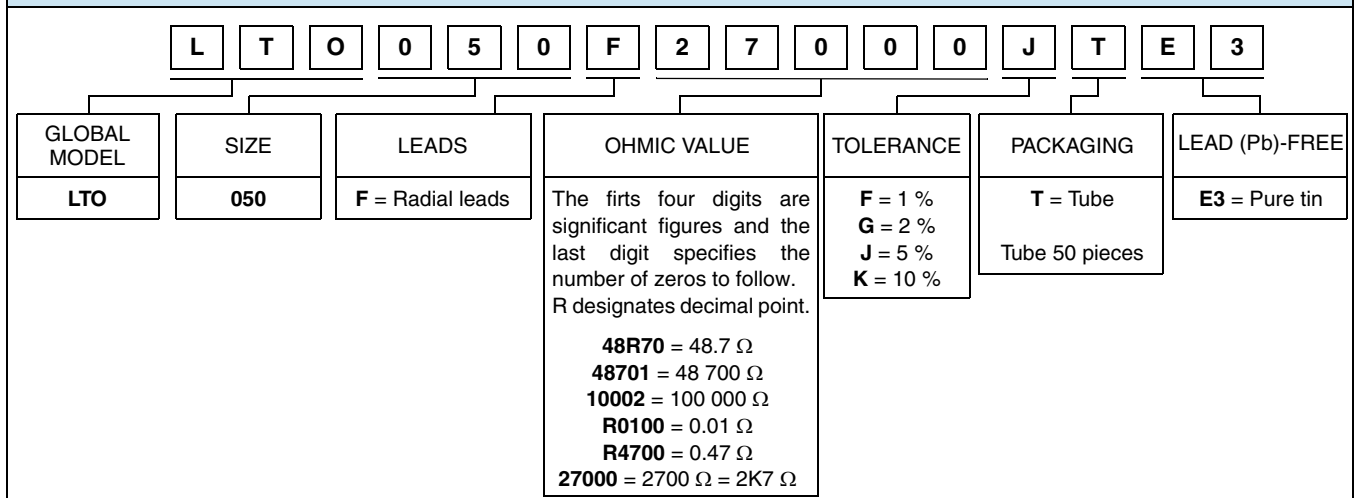 L T O 0 5 0 F 2 7 0 0 0 J T E 3
GLOBAL
MODEL
LTO
SIZE
050
LEADS
F = Radial leads
OHMIC VALUE
The firts four digits are
significant figures and the
last digit specifies the
number of zeros to follow.
R designates decimal point.
48R70 = 48.7 Ω
48701 = 48 700 Ω
10002 = 100 000 Ω
R0100 = 0.01 Ω
R4700 = 0.47 Ω
27000 = 2700 Ω = 2K7 Ω
TOLERANCE
F = 1 %
G = 2 %
J = 5 %
K = 10 %
PACKAGING
T = Tube
Tube 50 pieces
LEAD (Pb)-FREE
E3 = Pure tin